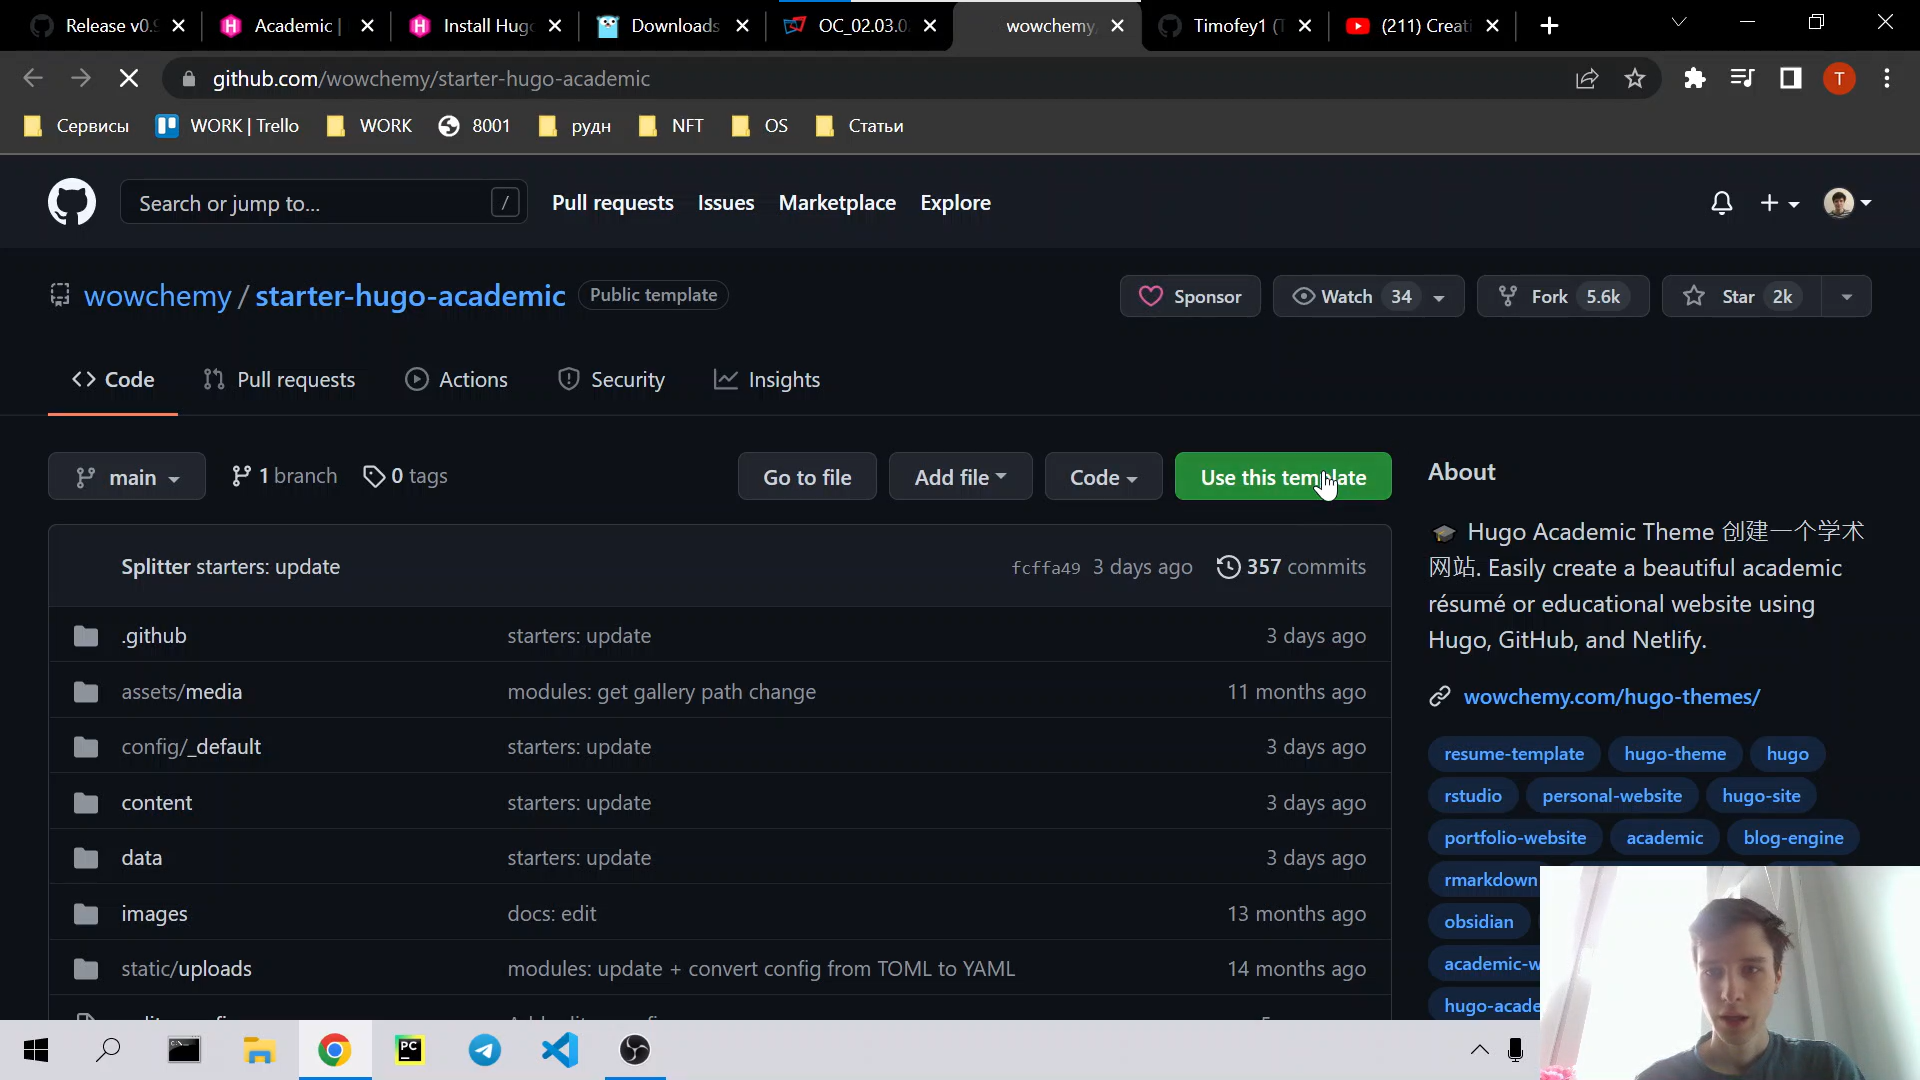 Release v0.9
Academic |
Install Hugo
Downloads
OC_02.03.0
wowchemy/
Timofey1 (T
(211) Creati
github.com/wowchemy/starter-hugo-academic
T
Сервисы
WORK | Trello
WORK
8001
рудн
NFT
OS
Статьи
Search or jump to...
/
Pull requests
Issues
Marketplace
Explore
wowchemy / starter-hugo-academic
Public template
Sponsor
Watch 34
Fork 5.6k
Star 2k
Code
Pull requests
Actions
Security
Insights
main
1 branch
0 tags
Go to file
Add file
Code
Use this template
About
Splitter starters: update
fcffa49 3 days ago
357 commits
.github
starters: update
3 days ago
assets/media
modules: get gallery path change
11 months ago
config/_default
starters: update
3 days ago
content
starters: update
3 days ago
data
starters: update
3 days ago
images
docs: edit
13 months ago
static/uploads
modules: update + convert config from TOML to YAML
14 months ago
🎓 Hugo Academic Theme 创建一个学术
网站. Easily create a beautiful academic
résumé or educational website using
Hugo, GitHub, and Netlify.
wowchemy.com/hugo-themes/
resume-template
hugo-theme
hugo
rstudio
personal-website
hugo-site
portfolio-website
academic
blog-engine
rmarkdown
obsidian
academic-w
hugo-acade
PC